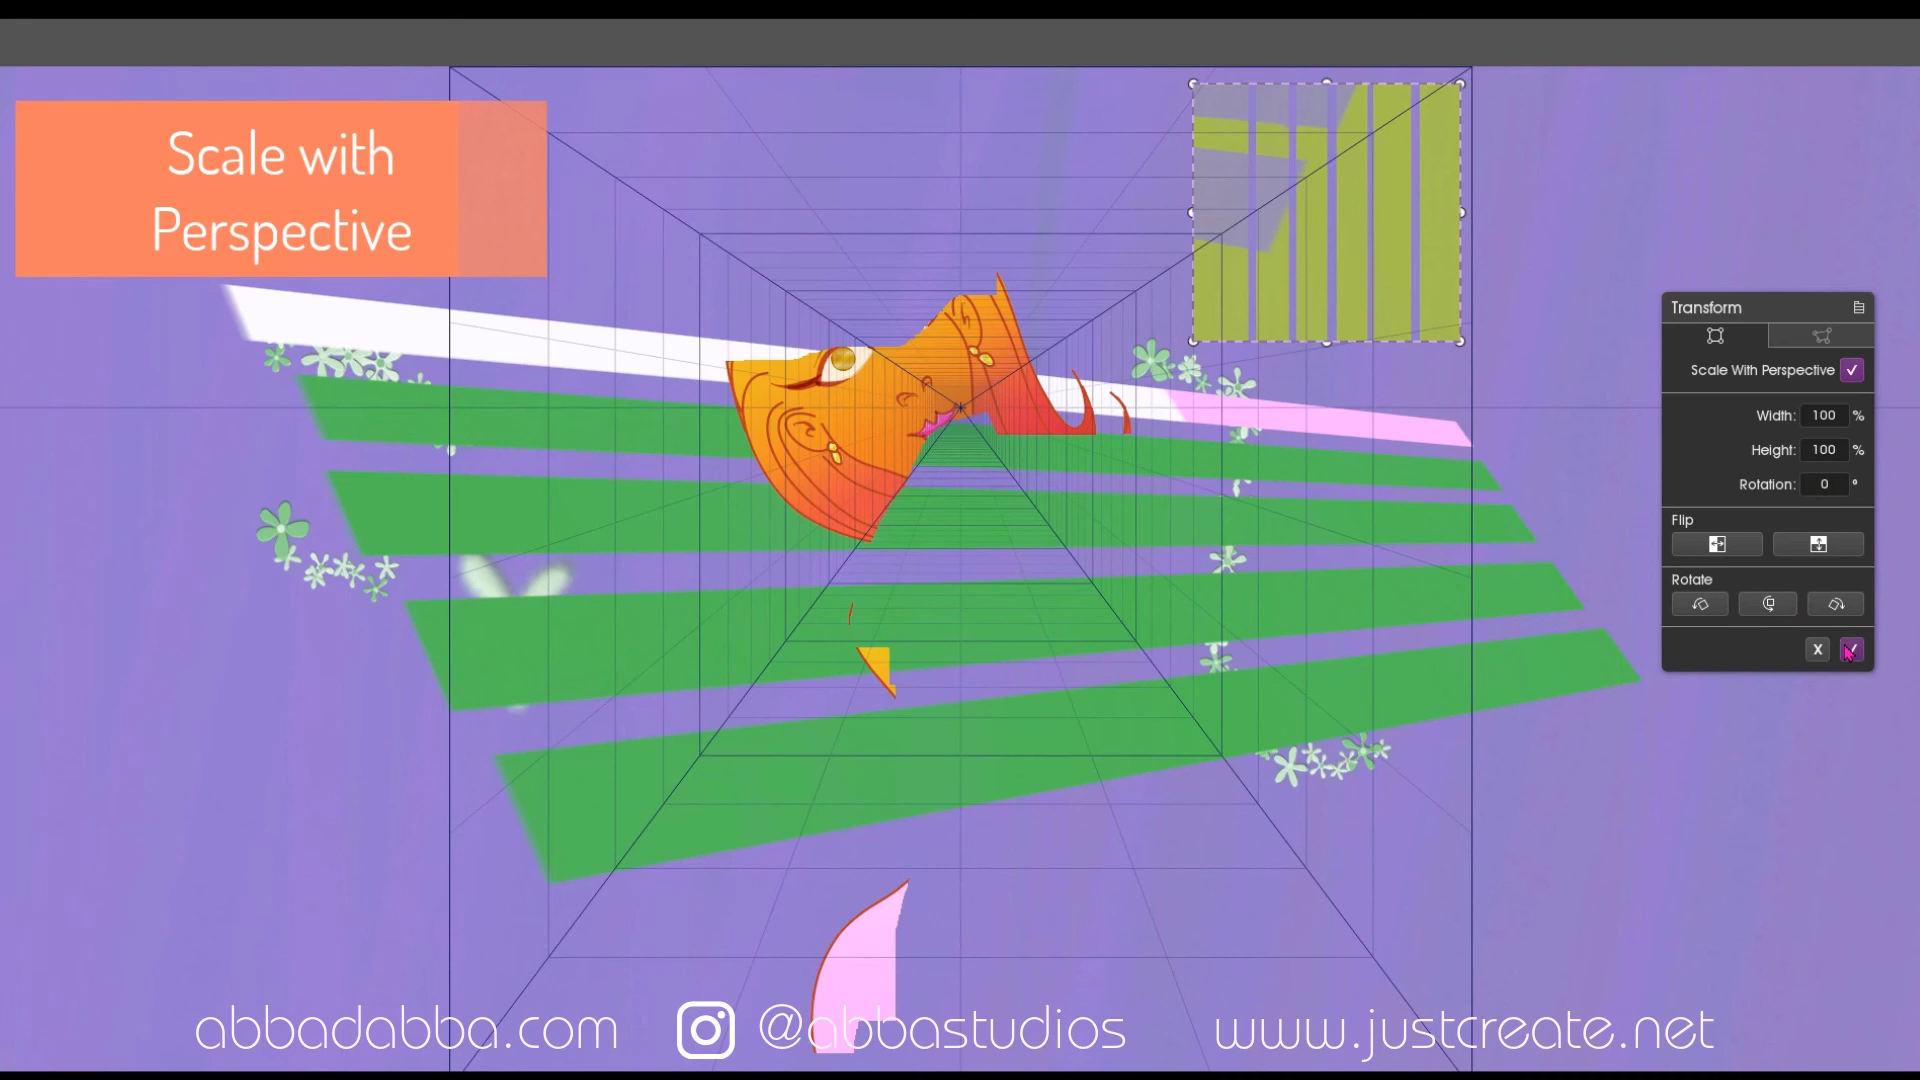 Scale with
Perspective
Transform
Scale With Perspective
Width: 100 %
Height: 100 %
Rotation: 0 °
Flip
Rotate
X
abbadabba.com @abbastudios www.justcreate.net